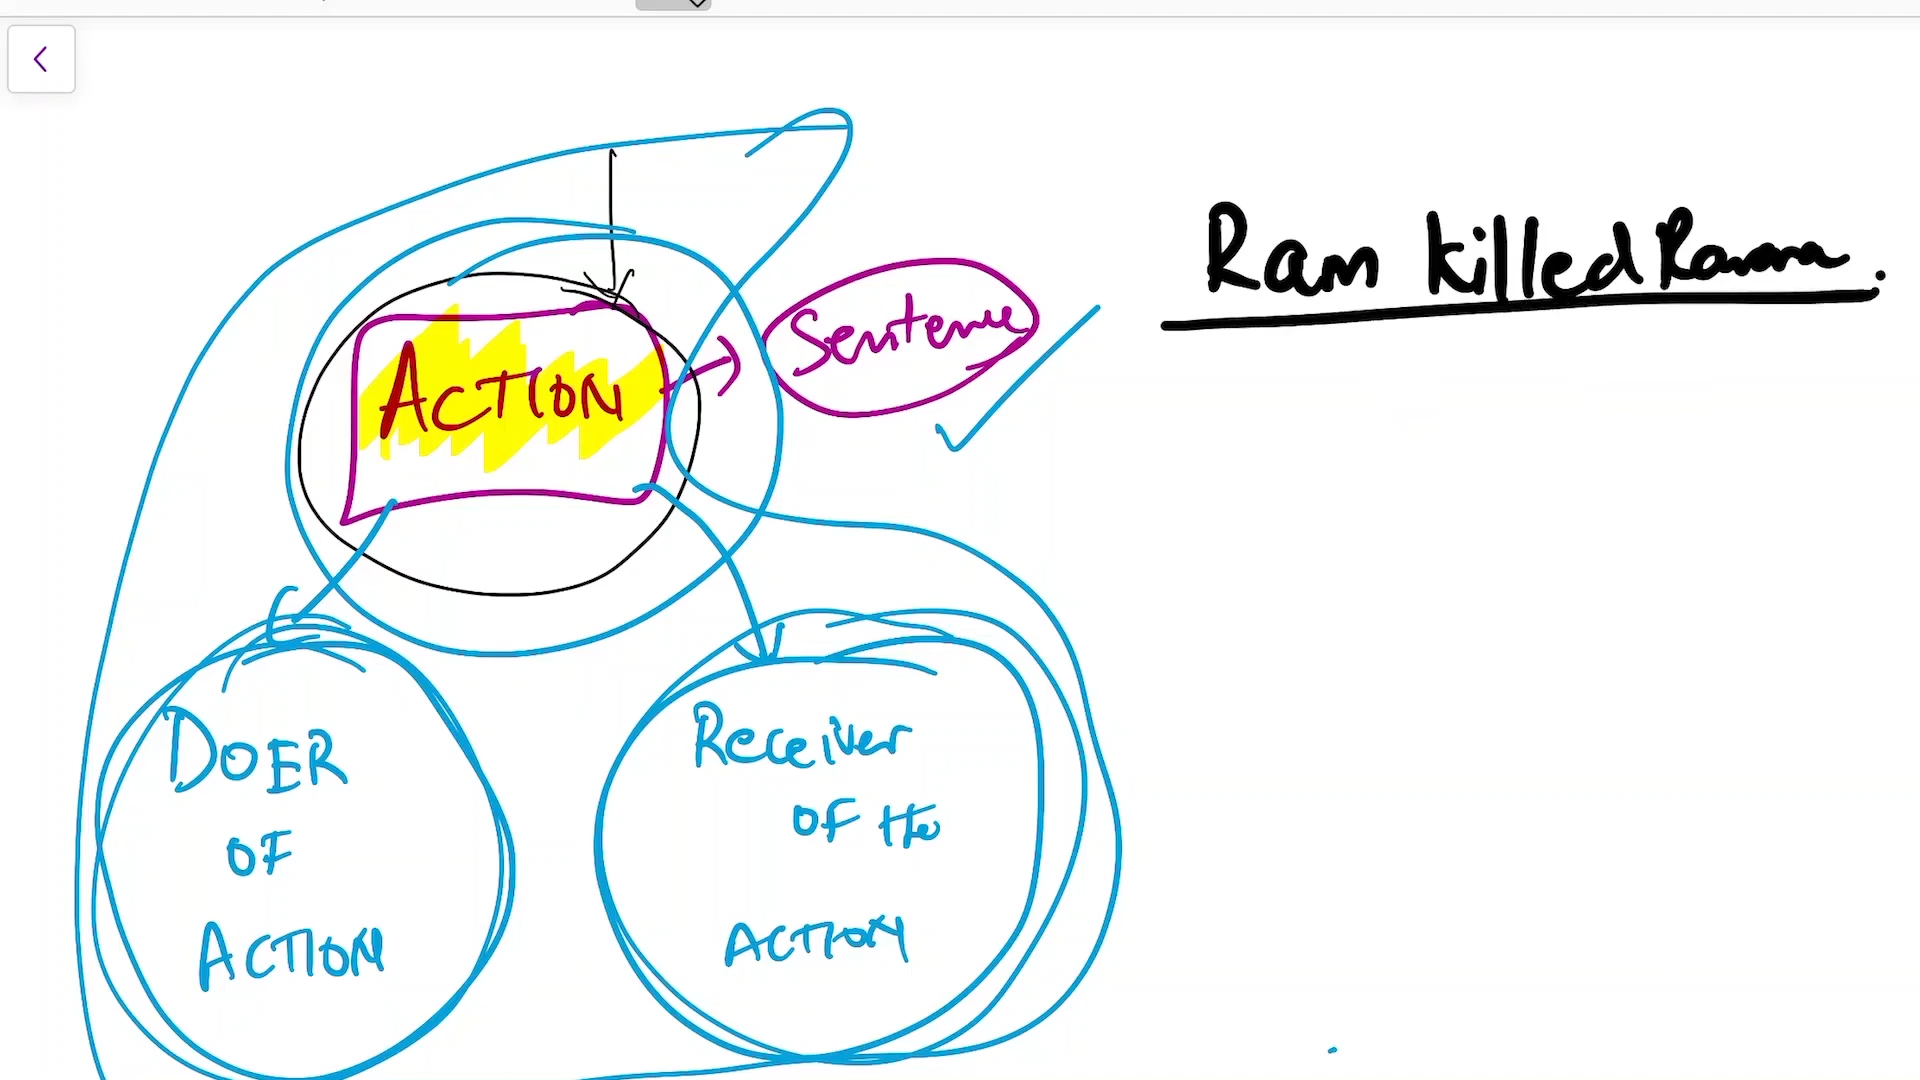 Ram killed Ravana.
Sentence
ACTION
DOER
OF
ACTION
Receiver
OF the
ACTION